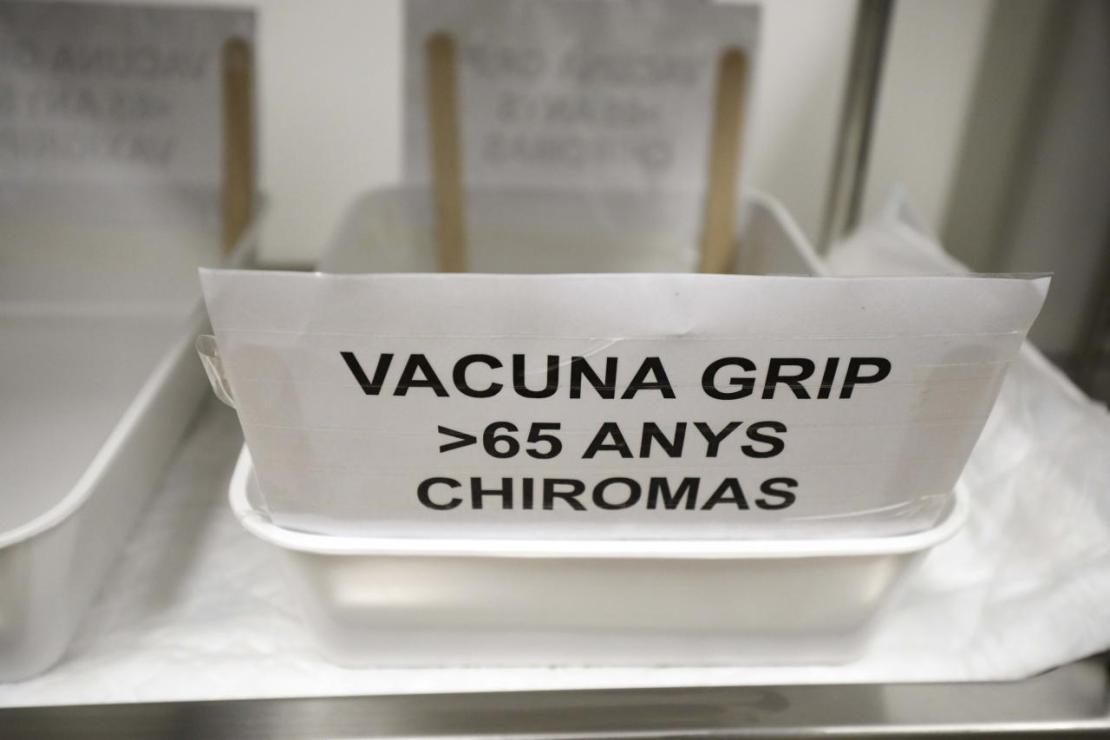 VACUNA GRIP
>65 ANYS
CHIROMAS